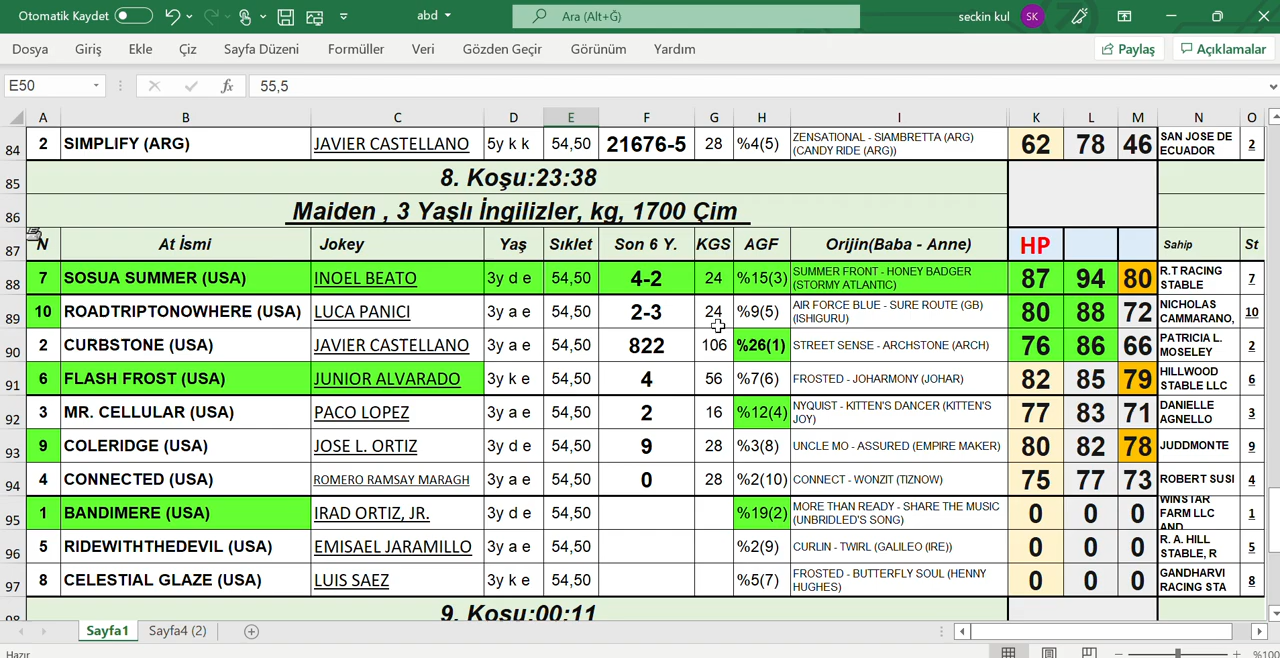 Otomatik Kaydet
abd
Ara (Alt+Ğ)
seckin kul
SK
Dosya Giriş Ekle Çiz Sayfa Düzeni Formüller Veri Gözden Geçir Görünüm Yardım
Paylaş Açıklamalar
E50 fx 55,5
A B C D E F G H I K L M N O
84 2 SIMPLIFY (ARG) JAVIER CASTELLANO 5y k k 54,50 21676-5 28 %4(5) ZENSATIONAL - SIAMBRETTA (ARG) (CANDY RIDE (ARG)) 62 78 46 SAN JOSE DE ECUADOR 2
85 8. Koşu:23:38
86 Maiden , 3 Yaşlı İngilizler, kg, 1700 Çim
87 N At İsmi Jokey Yaş Sıklet Son 6 Y. KGS AGF Orijin(Baba - Anne) HP Sahip St
88 7 SOSUA SUMMER (USA) INOEL BEATO 3y d e 54,50 4-2 24 %15(3) SUMMER FRONT - HONEY BADGER (STORMY ATLANTIC) 87 94 80 R.T RACING STABLE 7
89 10 ROADTRIPTONOWHERE (USA) LUCA PANICI 3y a e 54,50 2-3 24 %9(5) AIR FORCE BLUE - SURE ROUTE (GB) (ISHIGURU) 80 88 72 NICHOLAS CAMMARANO, 10
90 2 CURBSTONE (USA) JAVIER CASTELLANO 3y a e 54,50 822 106 %26(1) STREET SENSE - ARCHSTONE (ARCH) 76 86 66 PATRICIA L. MOSELEY 2
91 6 FLASH FROST (USA) JUNIOR ALVARADO 3y k e 54,50 4 56 %7(6) FROSTED - JOHARMONY (JOHAR) 82 85 79 HILLWOOD STABLE LLC 6
92 3 MR. CELLULAR (USA) PACO LOPEZ 3y a e 54,50 2 16 %12(4) NYQUIST - KITTEN'S DANCER (KITTEN'S JOY) 77 83 71 DANIELLE AGNELLO 3
93 9 COLERIDGE (USA) JOSE L. ORTIZ 3y d e 54,50 9 28 %3(8) UNCLE MO - ASSURED (EMPIRE MAKER) 80 82 78 JUDDMONTE 9
94 4 CONNECTED (USA) ROMERO RAMSAY MARAGH 3y a e 54,50 0 28 %2(10) CONNECT - WONZIT (TIZNOW) 75 77 73 ROBERT SUSI 4
95 1 BANDIMERE (USA) IRAD ORTIZ, JR. 3y d e 54,50 %19(2) MORE THAN READY - SHARE THE MUSIC (UNBRIDLED'S SONG) 0 0 0 WINSTAR FARM LLC AND 1
96 5 RIDEWITHTHEDEVIL (USA) EMISAEL JARAMILLO 3y a e 54,50 %2(9) CURLIN - TWIRL (GALILEO (IRE)) 0 0 0 R. A. HILL STABLE, R 5
97 8 CELESTIAL GLAZE (USA) LUIS SAEZ 3y k e 54,50 %5(7) FROSTED - BUTTERFLY SOUL (HENNY HUGHES) 0 0 0 GANDHARVI RACING STA 8
98 9. Koşu:00:11
Sayfa1 Sayfa4 (2)
Hazır %100